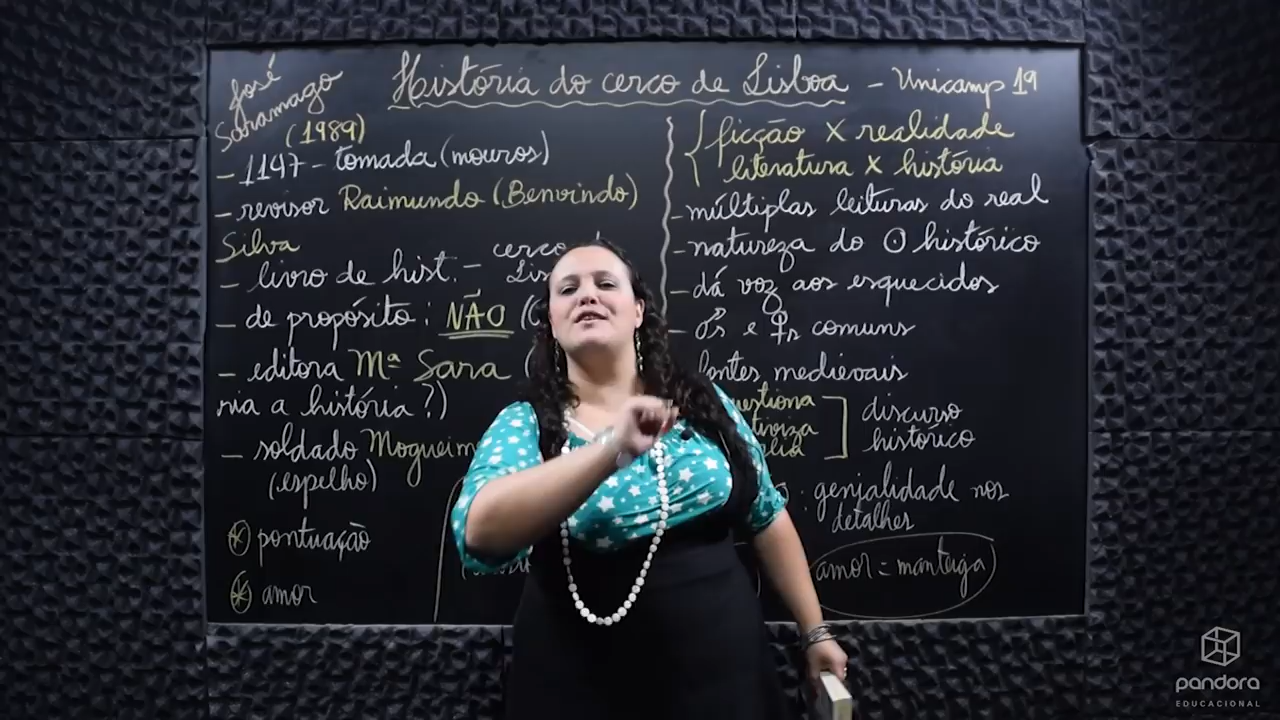 José
Saramago
(1989)
História do cerco de Lisboa - Unicamp 19
- 1147 - tomada (mouros)
- revisor Raimundo (Benvindo)
Silva
- livro de hist. - cerco
- de propósito: NÃO
- editora Mª Sara
ria a história?)
- soldado
(espelho)
* pontuação
* amor
ficção X realidade
literatura X história
- múltiplas leituras do real
- natureza do O histórico
- dá voz aos esquecidos
- ♂s e ♀s comuns
fontes medievais
discurso
histórico
: genialidade nos
detalhes
amor = manteiga
pandora
EDUCACIONAL